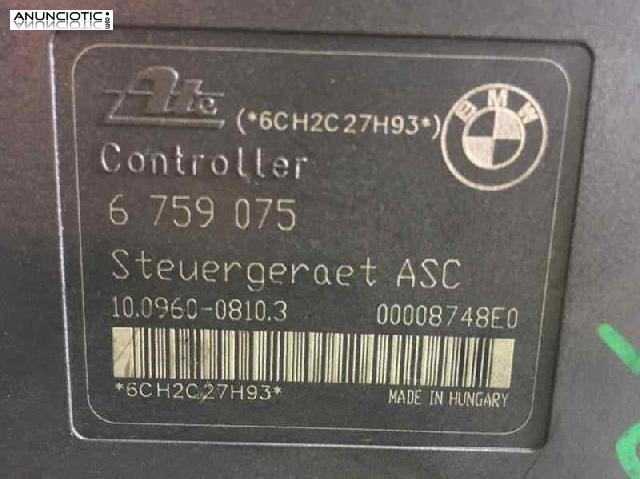 ANUNCIOTIC.com
Ate (*6CH2C27H93*)
BMW
Controller
6 759 075
Steuergeraet ASC
10.0960-0810.3 00008748E0
*6CH2C27H93*
MADE IN HUNGARY